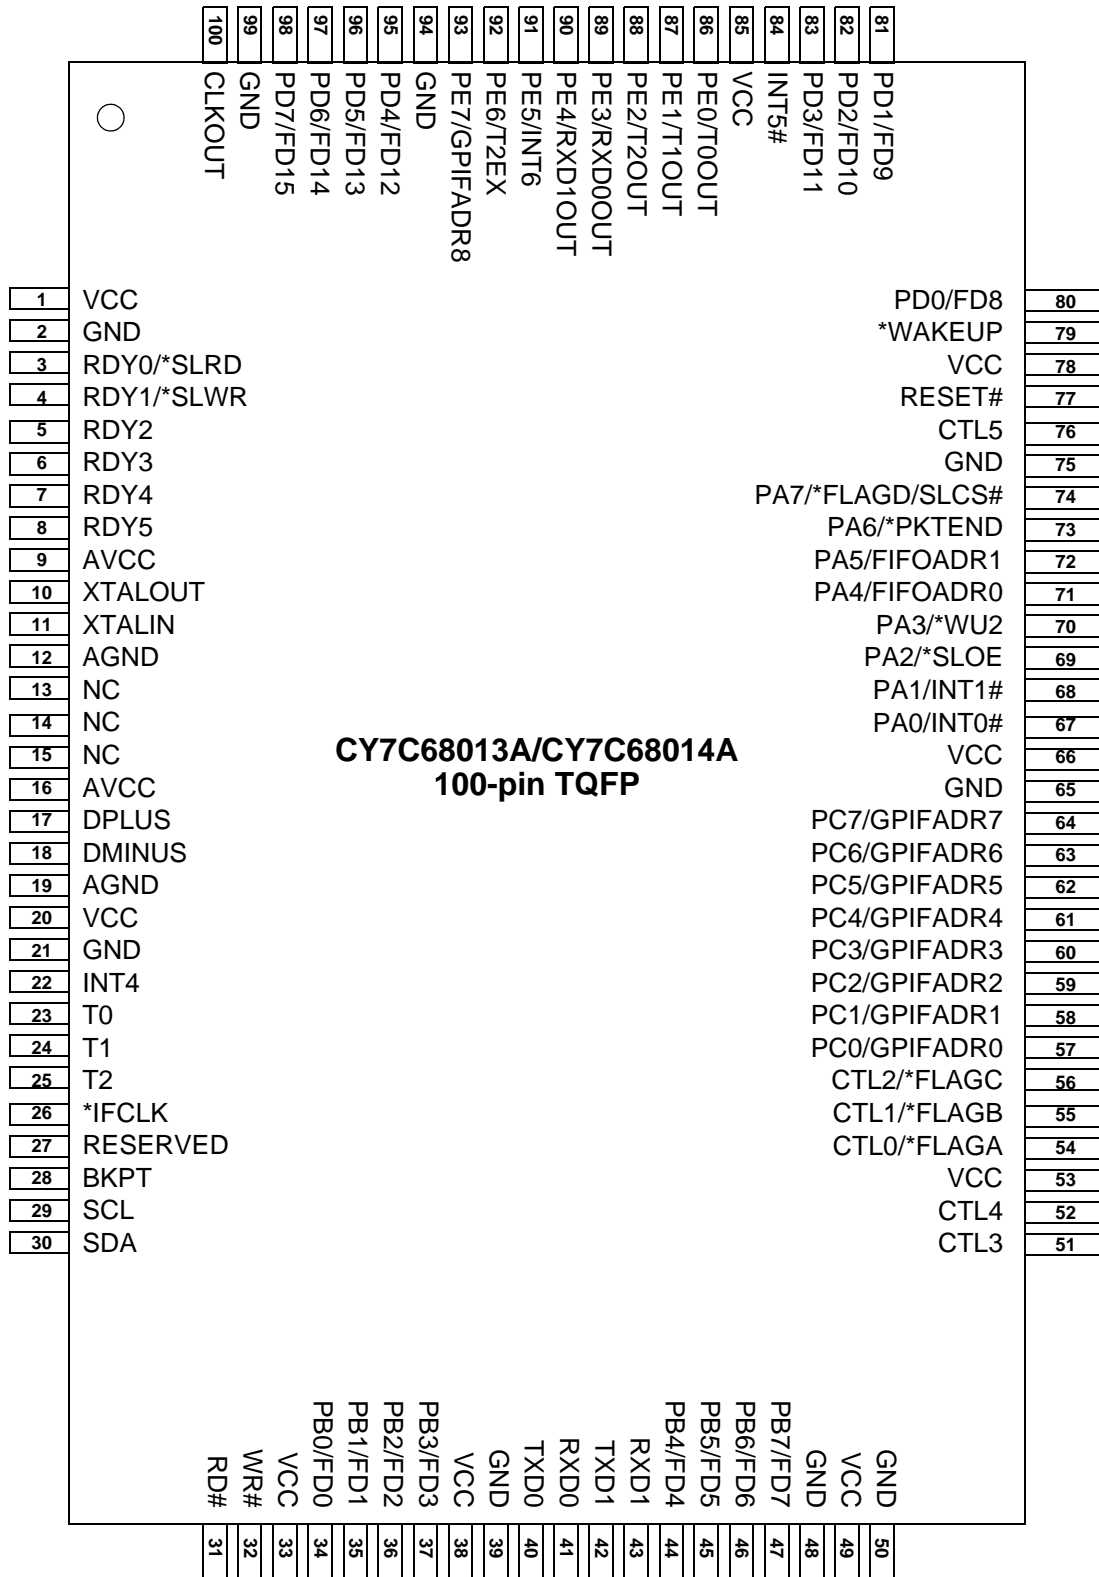 100 99 98 97 96 95 94 93 92 91 90 89 88 87 86 85 84 83 82 81
CLKOUT
GND
PD7/FD15
PD6/FD14
PD5/FD13
PD4/FD12
GND
PE7/GPIFADR8
PE6/T2EX
PE5/INT6
PE4/RXD1OUT
PE3/RXD0OUT
PE2/T2OUT
PE1/T1OUT
PE0/T0OUT
VCC
INT5#
PD3/FD11
PD2/FD10
PD1/FD9
1 VCC
2 GND
3 RDY0/*SLRD
4 RDY1/*SLWR
5 RDY2
6 RDY3
7 RDY4
8 RDY5
9 AVCC
10 XTALOUT
11 XTALIN
12 AGND
13 NC
14 NC
15 NC
16 AVCC
17 DPLUS
18 DMINUS
19 AGND
20 VCC
21 GND
22 INT4
23 T0
24 T1
25 T2
26 *IFCLK
27 RESERVED
28 BKPT
29 SCL
30 SDA
CY7C68013A/CY7C68014A
100-pin TQFP
PD0/FD8 80
*WAKEUP 79
VCC 78
RESET# 77
CTL5 76
GND 75
PA7/*FLAGD/SLCS# 74
PA6/*PKTEND 73
PA5/FIFOADR1 72
PA4/FIFOADR0 71
PA3/*WU2 70
PA2/*SLOE 69
PA1/INT1# 68
PA0/INT0# 67
VCC 66
GND 65
PC7/GPIFADR7 64
PC6/GPIFADR6 63
PC5/GPIFADR5 62
PC4/GPIFADR4 61
PC3/GPIFADR3 60
PC2/GPIFADR2 59
PC1/GPIFADR1 58
PC0/GPIFADR0 57
CTL2/*FLAGC 56
CTL1/*FLAGB 55
CTL0/*FLAGA 54
VCC 53
CTL4 52
CTL3 51
RD#
WR#
VCC
PB0/FD0
PB1/FD1
PB2/FD2
PB3/FD3
VCC
GND
TXD0
RXD0
TXD1
RXD1
PB4/FD4
PB5/FD5
PB6/FD6
PB7/FD7
GND
VCC
GND
31 32 33 34 35 36 37 38 39 40 41 42 43 44 45 46 47 48 49 50